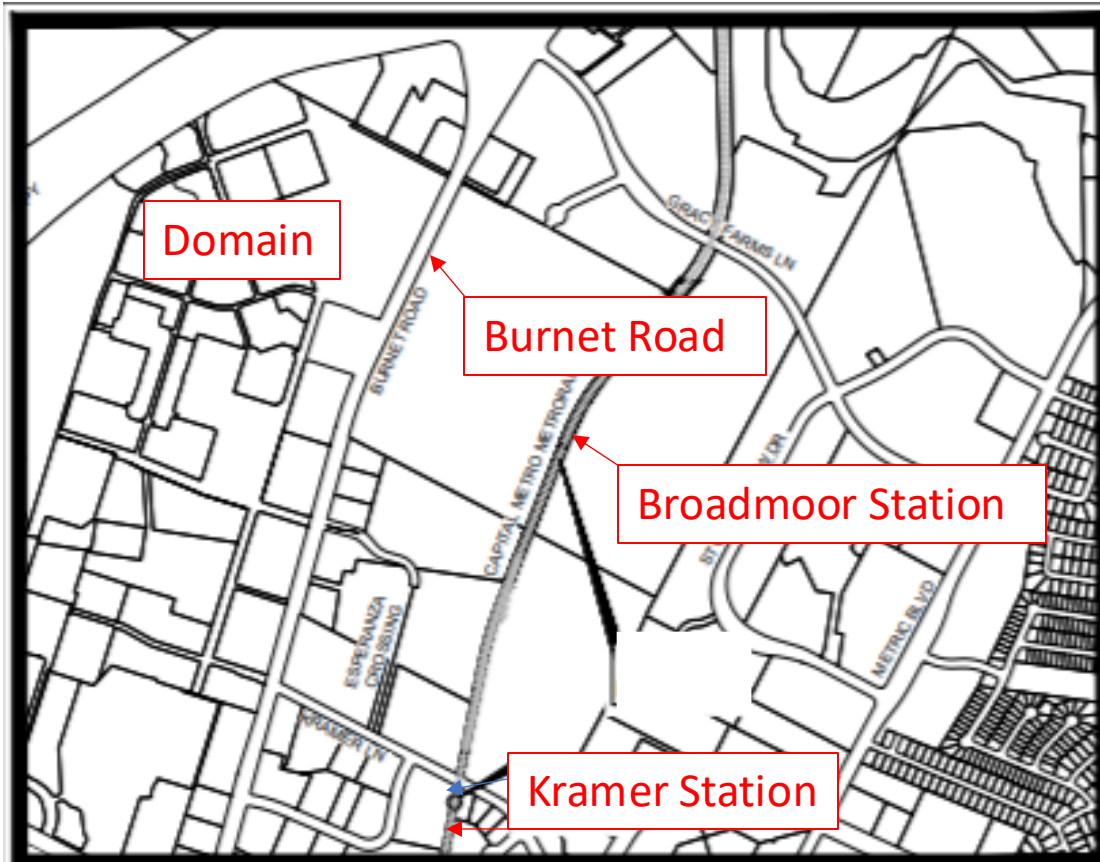 Domain
GRACY FARMS LN
Burnet Road
BURNET ROAD
CAPITAL METRO
Broadmoor Station
DR
METRIC BLVD
ESPERANZA
CROSSING
KRAMER LN
Kramer Station